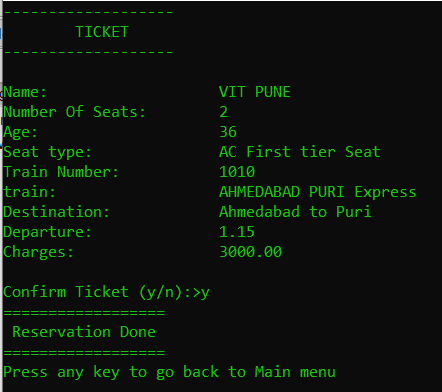 -------------------
TICKET
-------------------
Name: VIT PUNE
Number Of Seats: 2
Age: 36
Seat type: AC First tier Seat
Train Number: 1010
train: AHMEDABAD PURI Express
Destination: Ahmedabad to Puri
Departure: 1.15
Charges: 3000.00
Confirm Ticket (y/n):>y
==================
Reservation Done
==================
Press any key to go back to Main menu